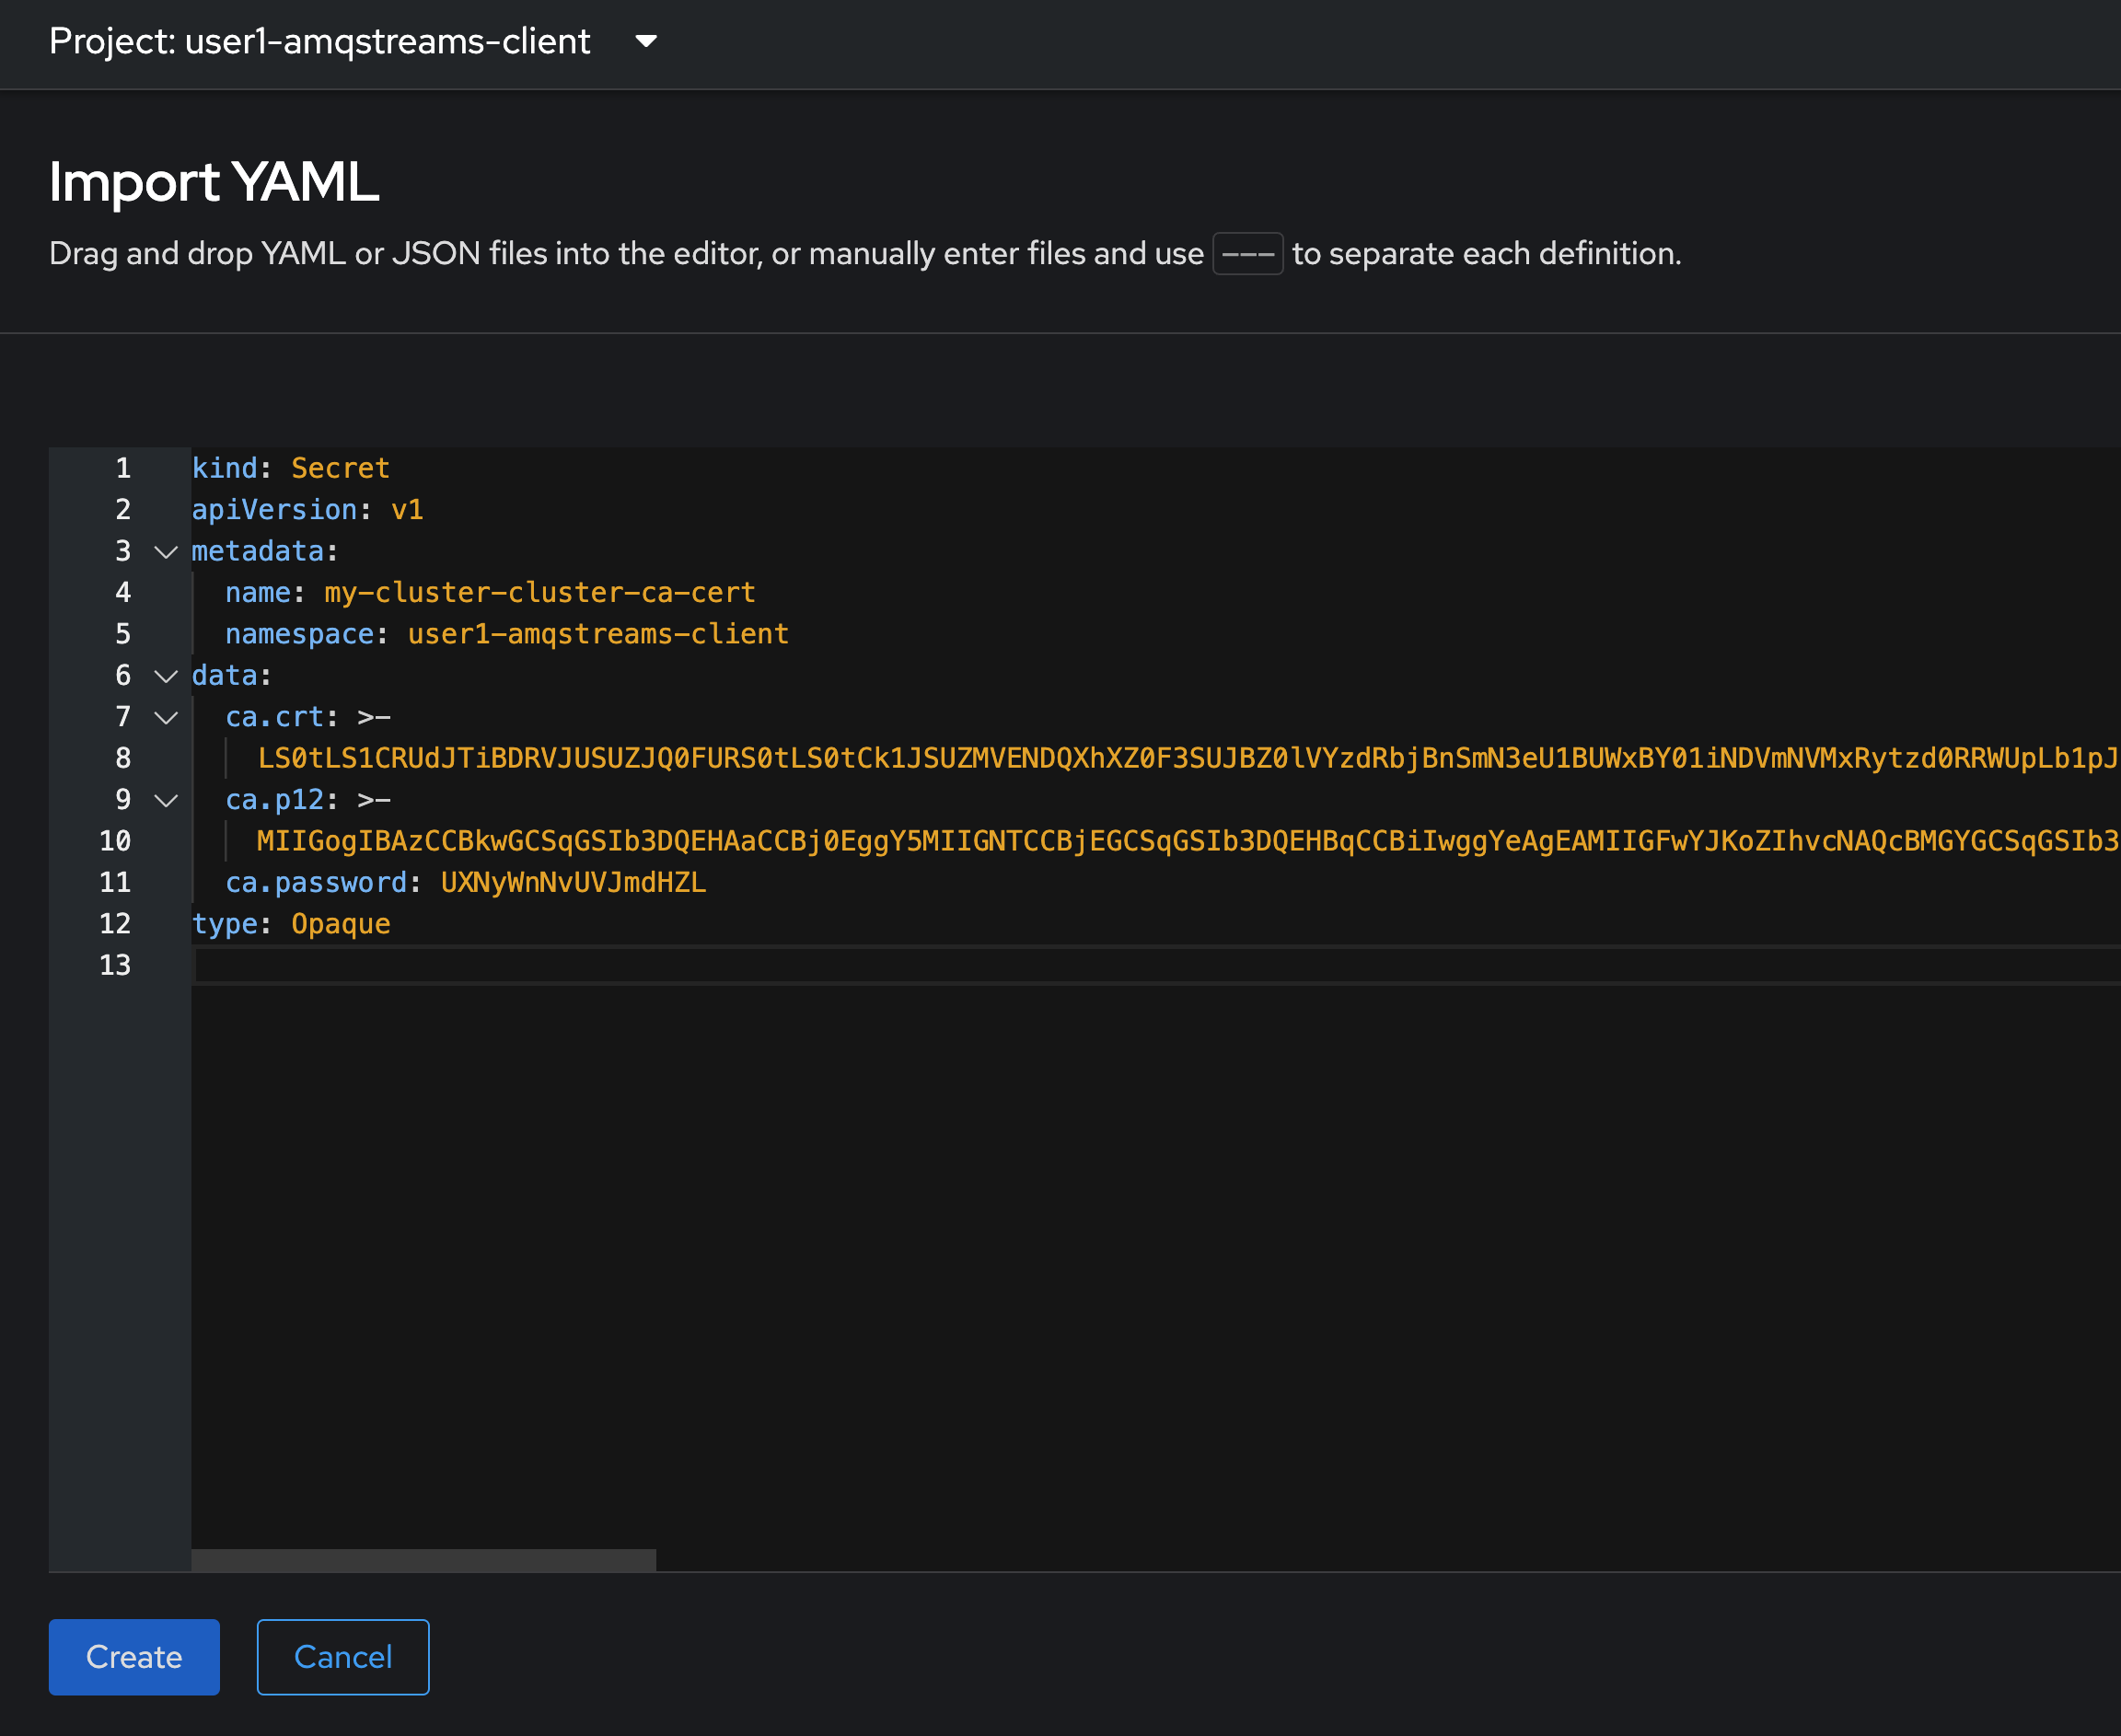 Project: user1-amqstreams-client
Import YAML
Drag and drop YAML or JSON files into the editor, or manually enter files and use --- to separate each definition.
1 kind: Secret
2 apiVersion: v1
3 metadata:
4 name: my-cluster-cluster-ca-cert
5 namespace: user1-amqstreams-client
6 data:
7 ca.crt: >-
8 LS0tLS1CRUdJTiBDRVJUSUZJQ0FURS0tLS0tCk1JSUZMVENDQXhXZ0F3SUJBZ0lVYzdRbjBnSmN3eU1BUWxBY01iNDVmNVMxRytzd0RRWUpLb1pJ
9 ca.p12: >-
10 MIIGogIBAzCCBkwGCSqGSIb3DQEHAaCCBj0EggY5MIIGNTCCBjEGCSqGSIb3DQEHBqCCBiIwggYeAgEAMIIGFwYJKoZIhvcNAQcBMGYGCSqGSIb3
11 ca.password: UXNyWnNvUVJmdHZL
12 type: Opaque
13
Create Cancel